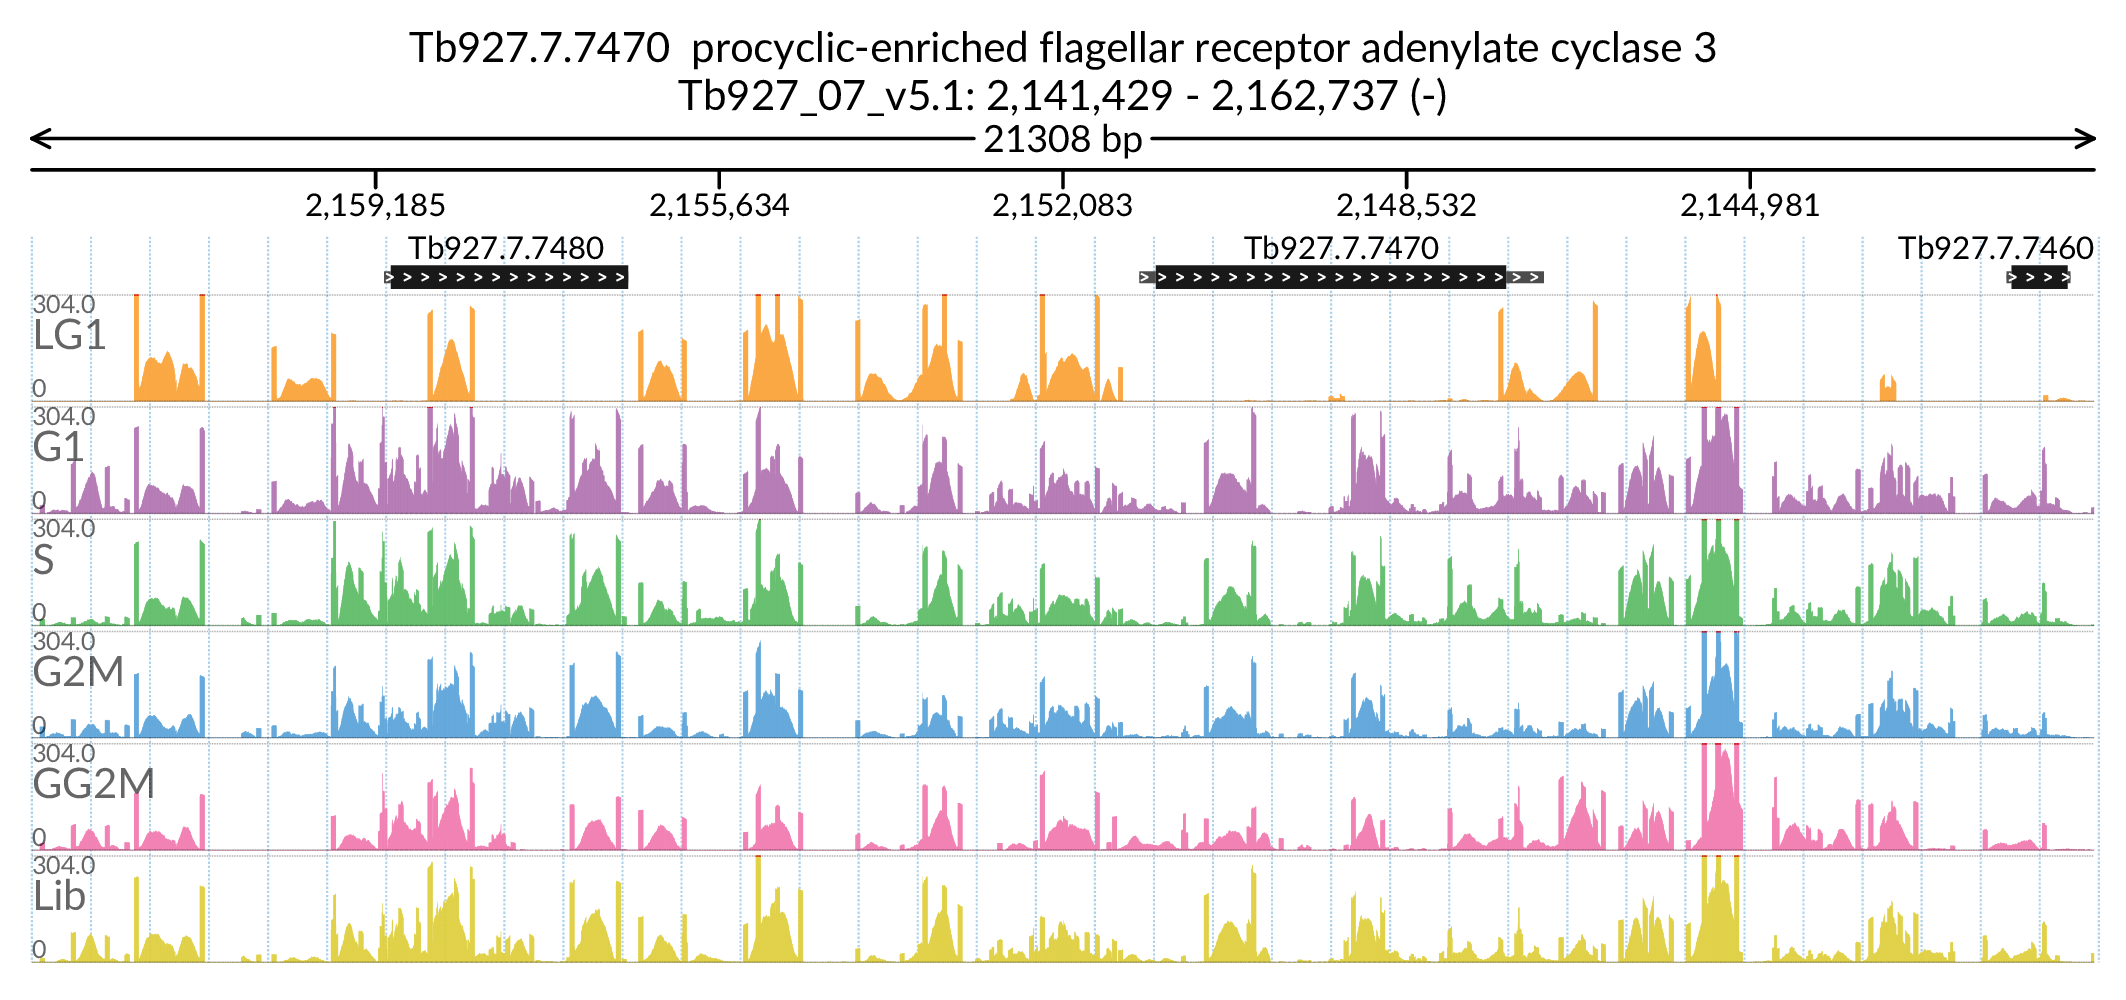 Tb927.7.7470 procyclic-enriched flagellar receptor adenylate cyclase 3
Tb927_07_v5.1: 2,141,429 - 2,162,737 (-)
21308 bp
2,159,185 2,155,634 2,152,083 2,148,532 2,144,981
Tb927.7.7480 Tb927.7.7470 Tb927.7.7460
304.0
LG1
0
304.0
G1
0
304.0
S
0
304.0
G2M
0
304.0
GG2M
0
304.0
Lib
0